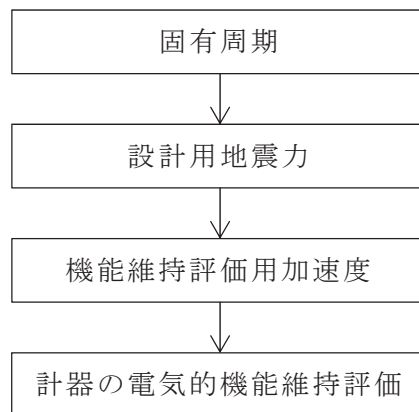 固有周期
設計用地震力
機能維持評価用加速度
計器の電気的機能維持評価